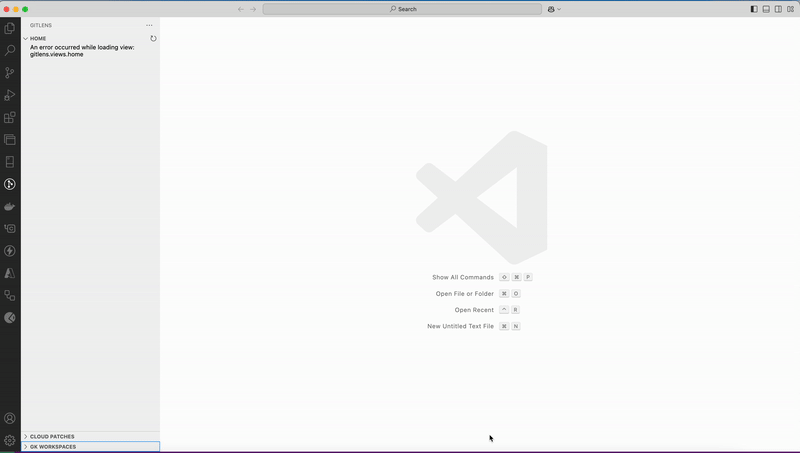 Search
GITLENS
HOME
An error occurred while loading view:
gitlens.views.home
Show All Commands ⇧ ⌘ P
Open File or Folder ⌘ O
Open Recent ⌃ R
New Untitled Text File ⌘ N
CLOUD PATCHES
GK WORKSPACES